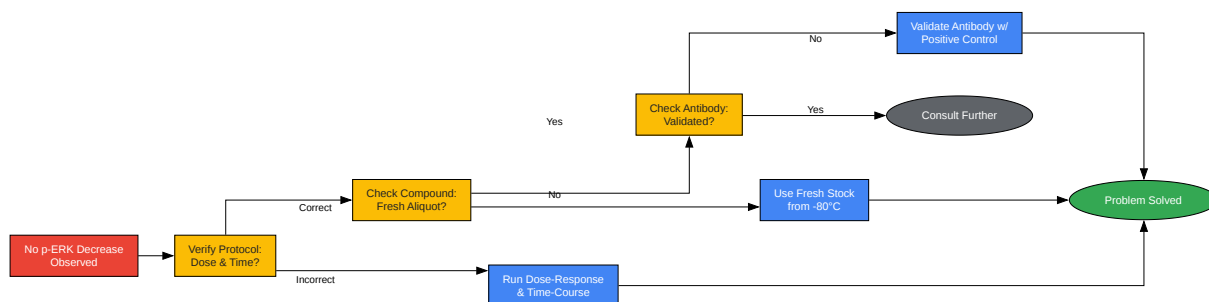 Validate Antibody w/
Positive Control
No
Check Antibody:
Validated?
Yes
Consult Further
Yes
Check Compound:
Fresh Aliquot?
No
Use Fresh Stock
from -80°C
Problem Solved
Correct
No p-ERK Decrease
Observed
Verify Protocol:
Dose & Time?
Incorrect
Run Dose-Response
& Time-Course